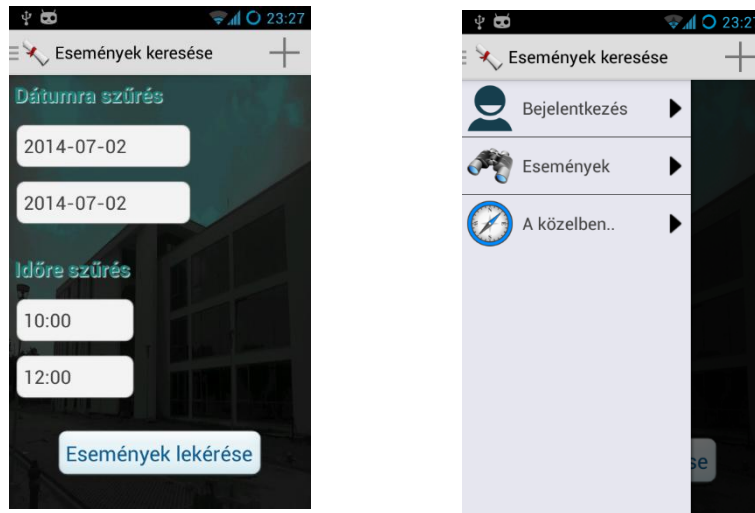 23:27
Események keresése
Dátumra szűrés
2014-07-02
2014-07-02
Időre szűrés
10:00
12:00
Események lekérése
23:27
Események keresése
Bejelentkezés
Események
A közelben..
se